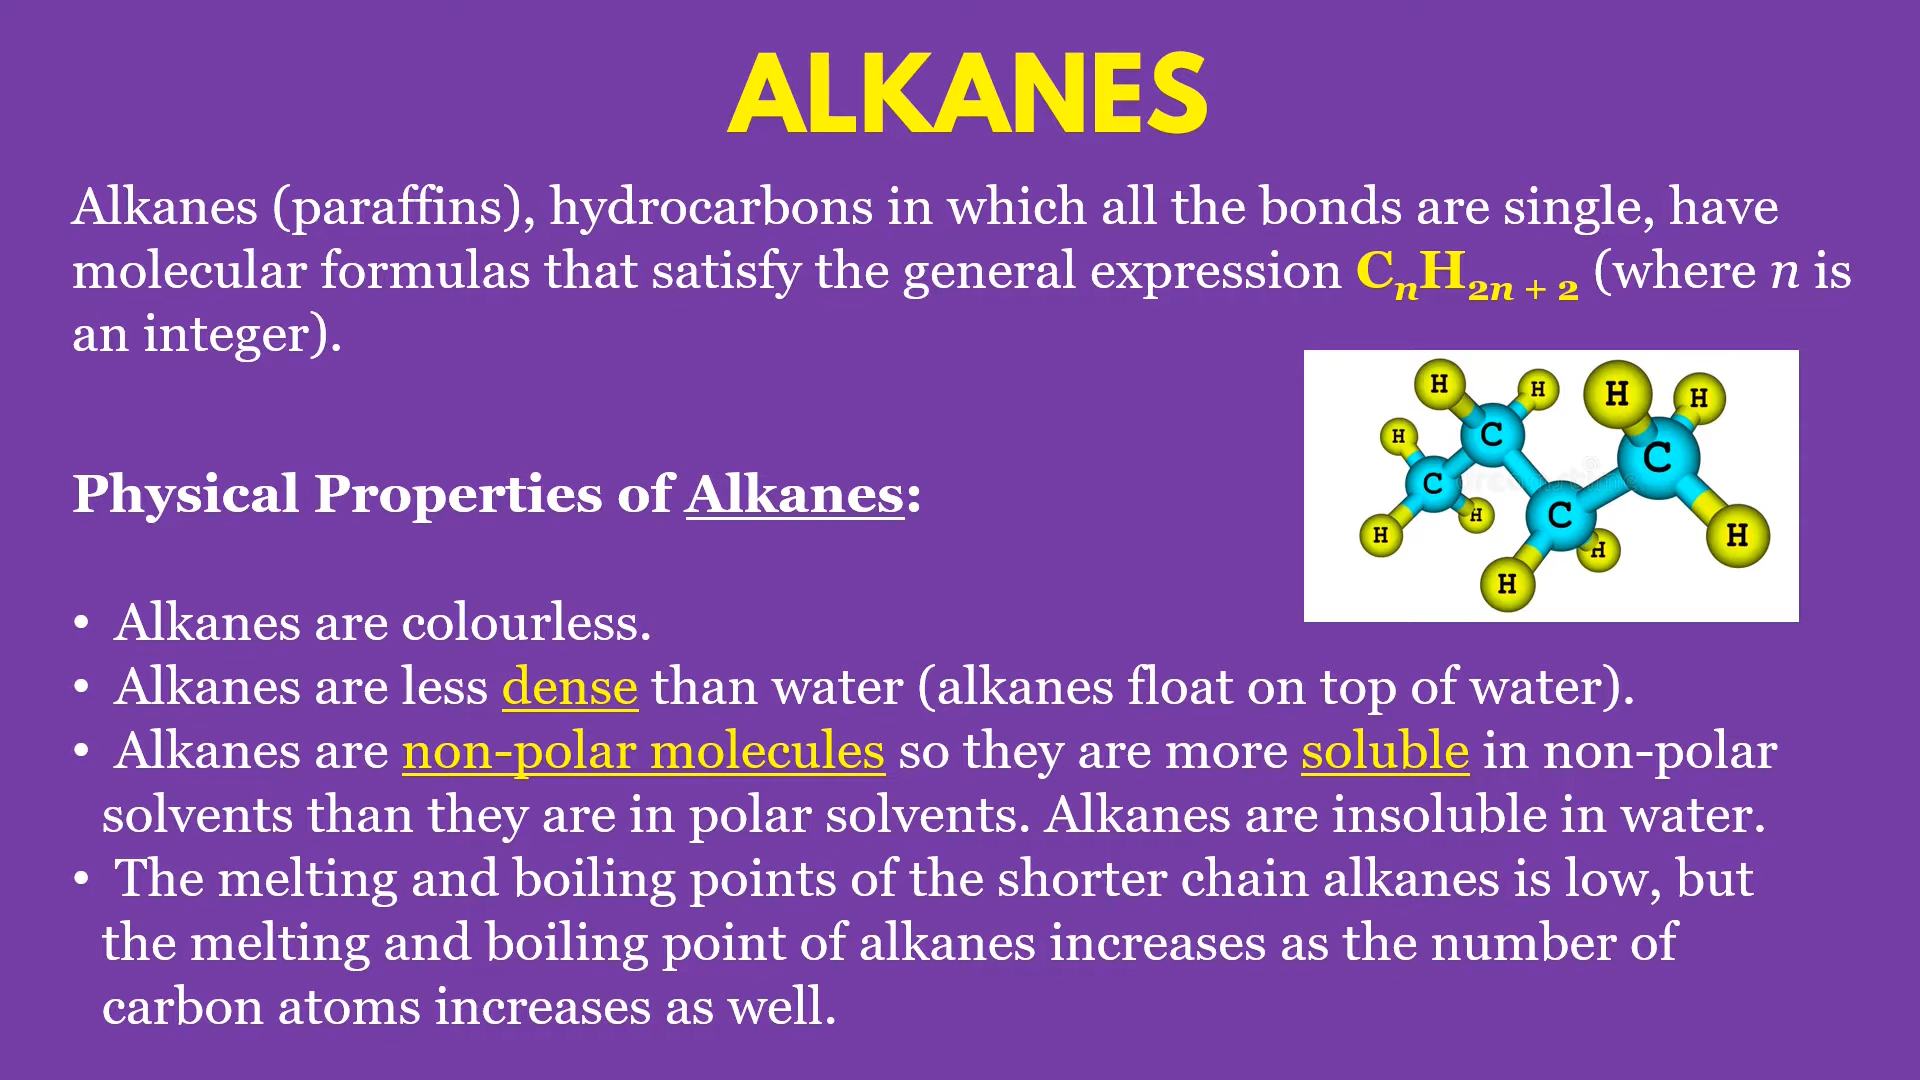 ALKANES
Alkanes (paraffins), hydrocarbons in which all the bonds are single, have
molecular formulas that satisfy the general expression CₙH₂ₙ ₊ ₂ (where n is
an integer).
H H H H
H C C
C C
H H H
H H
Physical Properties of Alkanes:
• Alkanes are colourless.
• Alkanes are less dense than water (alkanes float on top of water).
• Alkanes are non-polar molecules so they are more soluble in non-polar
solvents than they are in polar solvents. Alkanes are insoluble in water.
• The melting and boiling points of the shorter chain alkanes is low, but
the melting and boiling point of alkanes increases as the number of
carbon atoms increases as well.